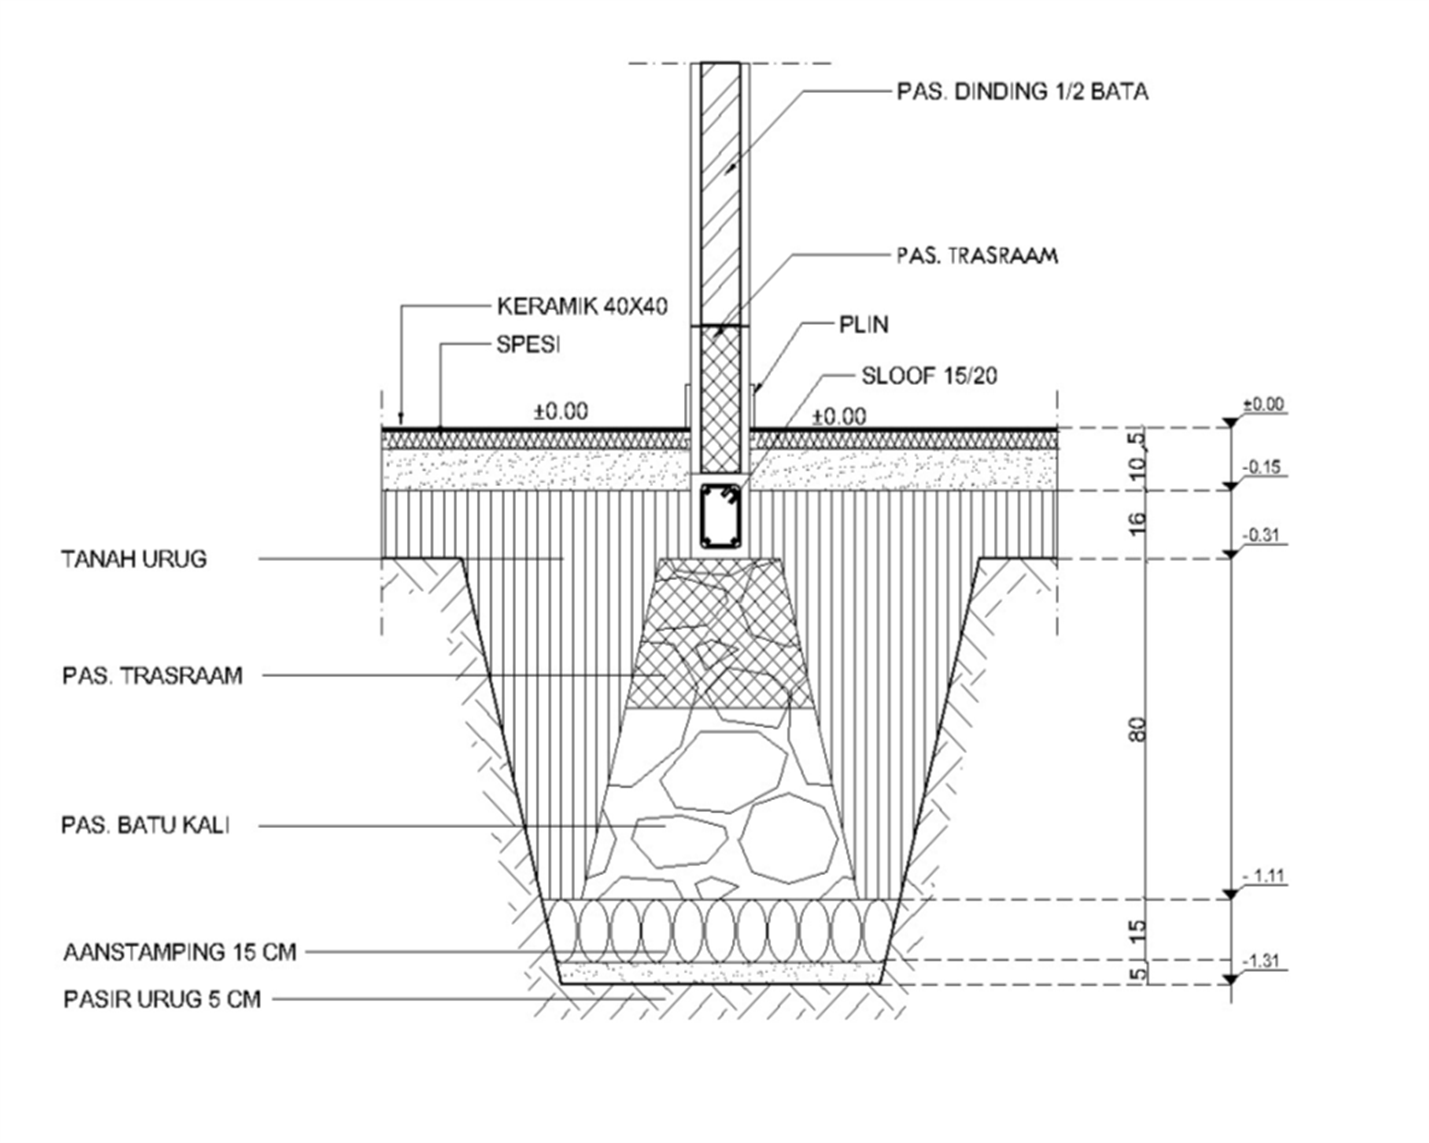 PAS. DINDING 1/2 BATA
PAS. TRASRAAM
KERAMIK 40X40
PLIN
SPESI
SLOOF 15/20
±0.00
±0.00
±0.00
5
10
-0.15
16
-0.31
TANAH URUG
PAS. TRASRAAM
80
PAS. BATU KALI
- 1.11
15
AANSTAMPING 15 CM
-1.31
5
PASIR URUG 5 CM